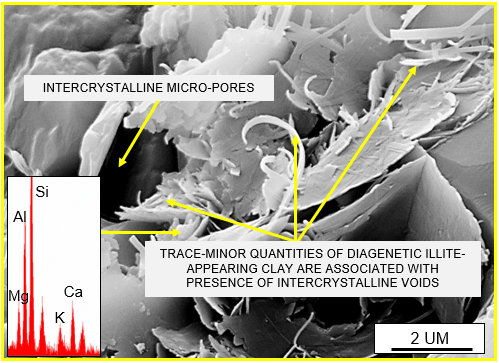 INTERCRYSTALLINE MICRO-PORES
Si
Al
Mg
Ca
K
TRACE-MINOR QUANTITIES OF DIAGENETIC ILLITE-
APPEARING CLAY ARE ASSOCIATED WITH
PRESENCE OF INTERCRYSTALLINE VOIDS
2 UM